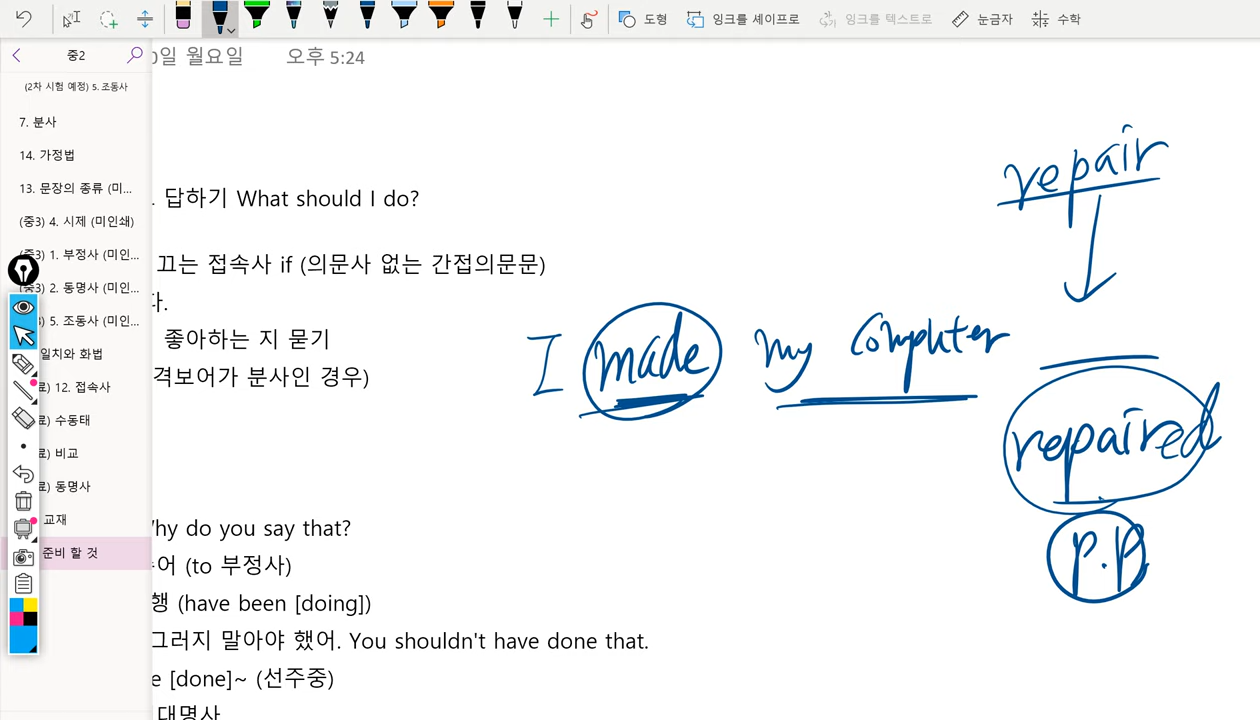 도형 잉크를 셰이프로 잉크를 텍스트로 눈금자 수학
중2
일 월요일 오후 5:24
(2차 시험 예정) 5. 조동사
7. 분사
14. 가정법
13. 문장의 종류 (미...
(중3) 4. 시제 (미인쇄)
3) 1. 부정사 (미인...
3) 2. 동명사 (미인...
3) 5. 조동사 (미인...
일치와 화법
) 12. 접속사
) 수동태
) 비교
) 동명사
교재
준비 할 것
. 답하기 What should I do?
끄는 접속사 if (의문사 없는 간접의문문)
다.
좋아하는 지 묻기
격보어가 분사인 경우)
Why do you say that?
어 (to 부정사)
행 (have been [doing])
그러지 말아야 했어. You shouldn't have done that.
e [done]~ (선주중)
대명사
repair
I made my computer
repaired
P.P